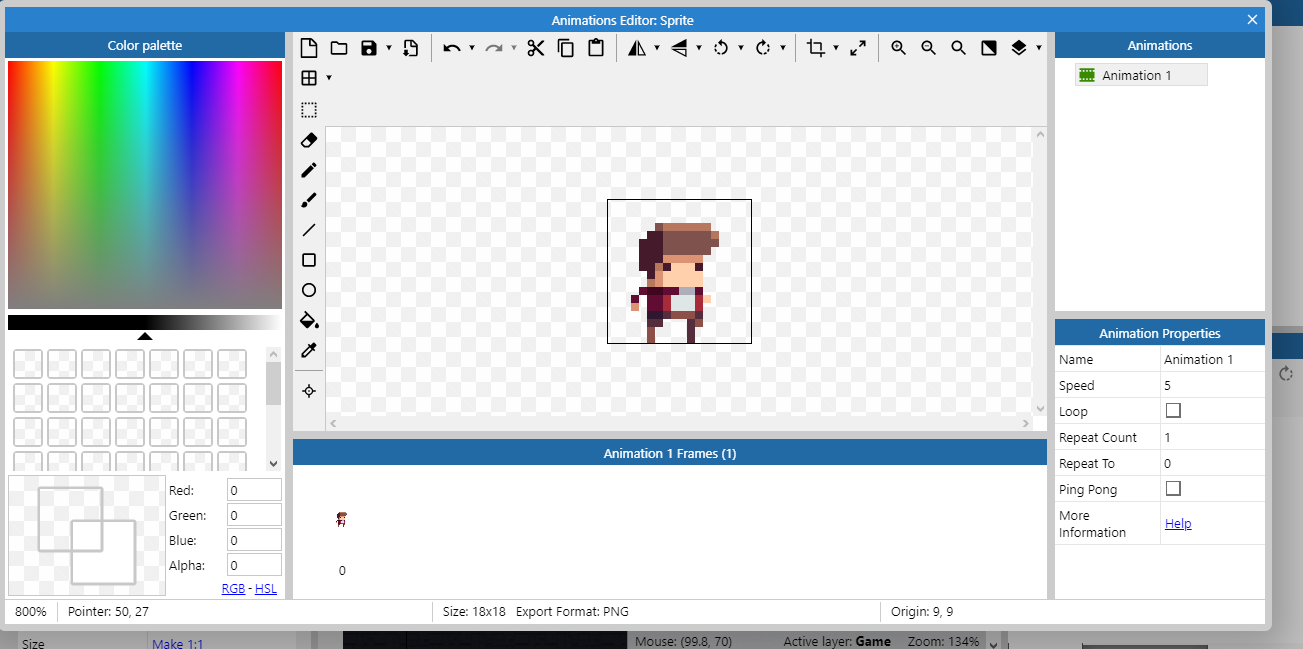 Animations Editor: Sprite
Color palette
Animations
Animation 1
Animation Properties
Name Animation 1
Speed 5
Loop
Repeat Count 1
Repeat To 0
Ping Pong
More Information Help
Animation 1 Frames (1)
0
Red: 0
Green: 0
Blue: 0
Alpha: 0
RGB - HSL
800% Pointer: 50, 27 Size: 18x18 Export Format: PNG Origin: 9, 9
Size Make 1:1 Mouse: (99.8, 70) Active layer: Game Zoom: 134%